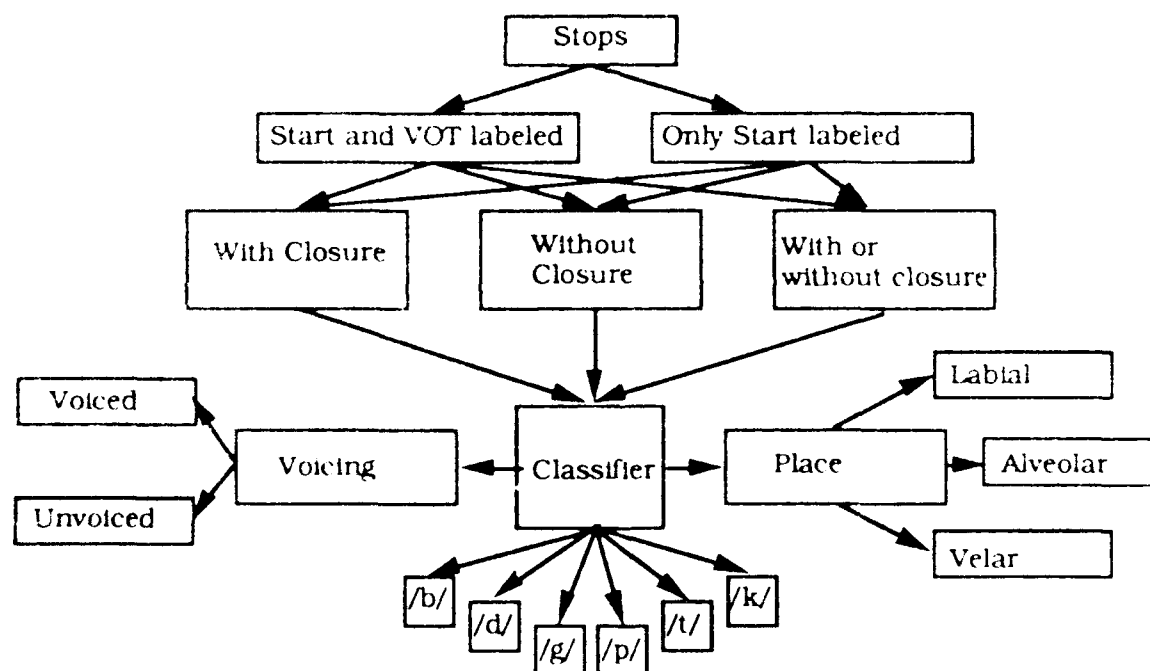 Stops
Start and VOT labeled
Only Start labeled
With Closure
Without
Closure
With or
without closure
Voiced
Unvoiced
Voicing
Classifier
Place
Labial
Alveolar
Velar
/b/
/d/
/g/
/p/
/t/
/k/